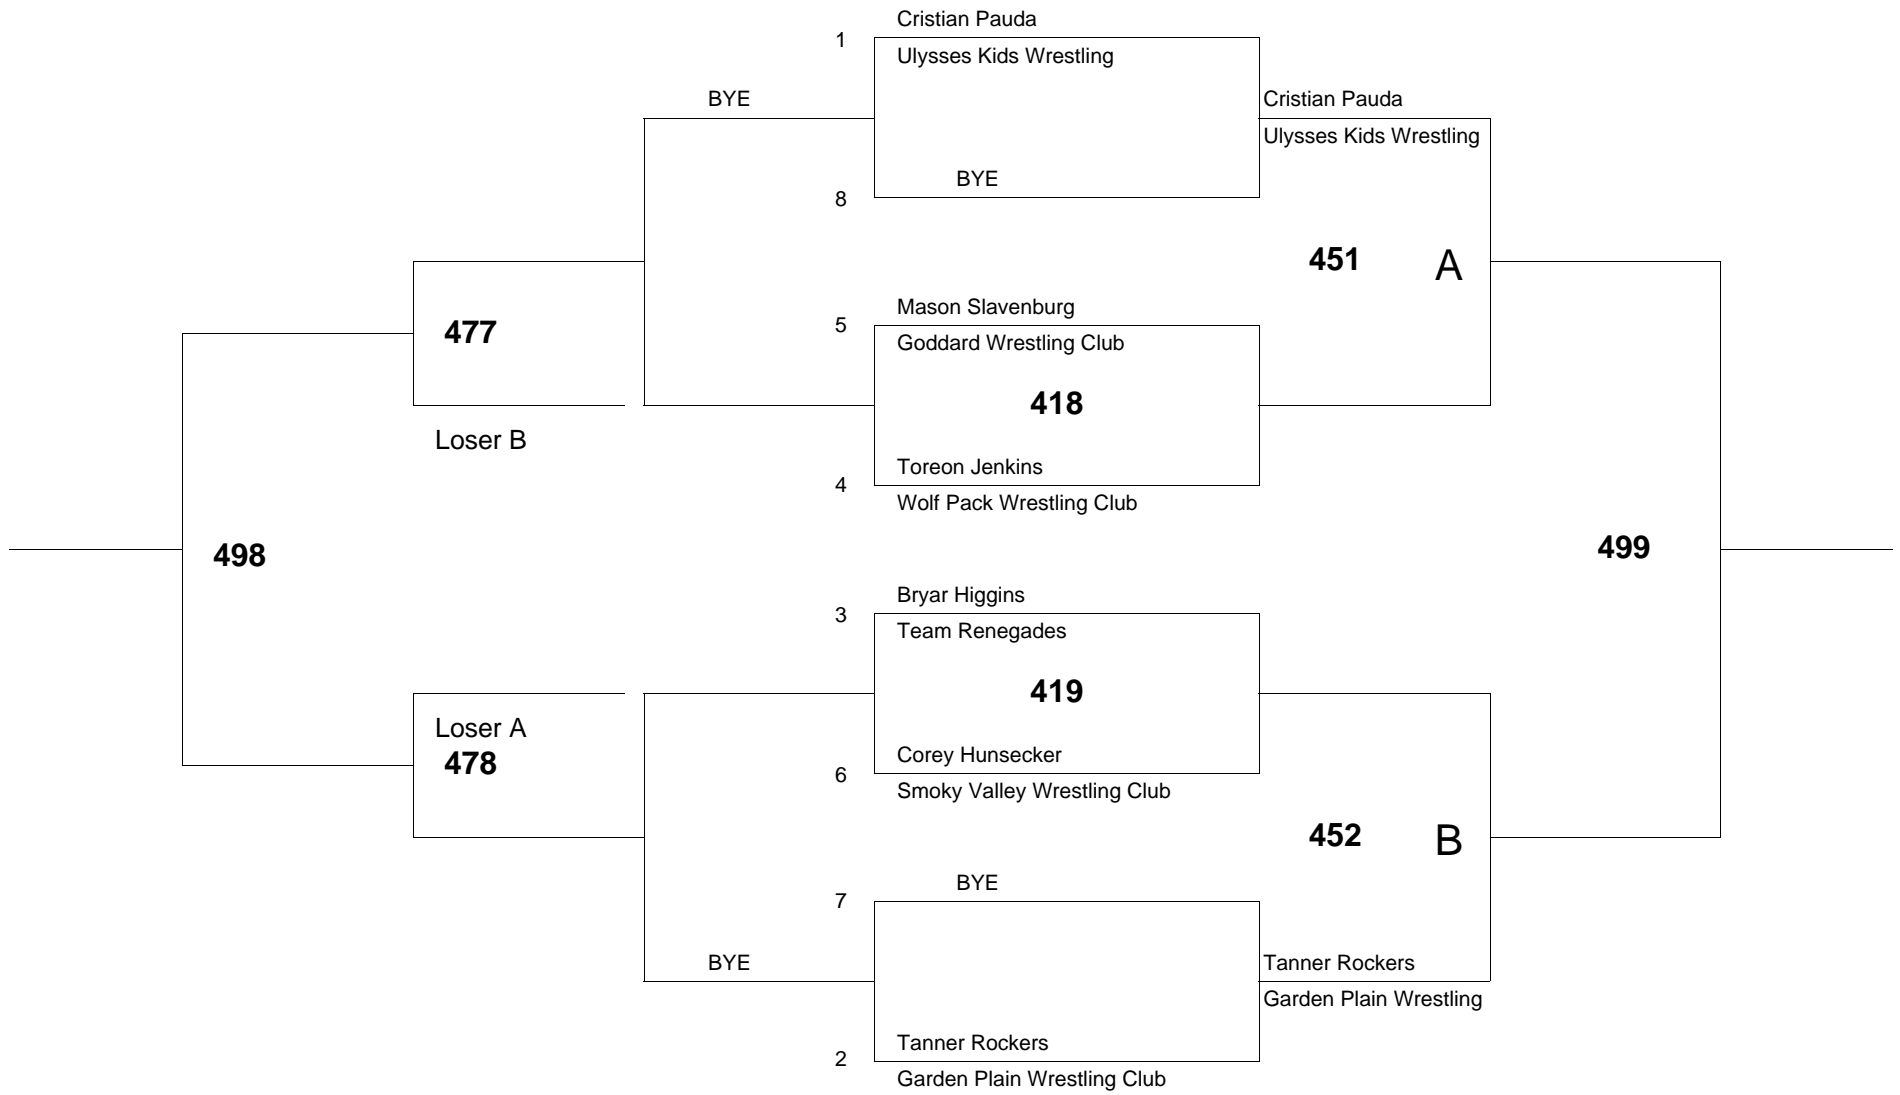 Cristian Pauda
1
Ulysses Kids Wrestling
BYE
Cristian Pauda
Ulysses Kids Wrestling
BYE
8
451 A
Mason Slavenburg
5
477
Goddard Wrestling Club
418
Loser B
Toreon Jenkins
4
Wolf Pack Wrestling Club
498
499
Bryar Higgins
3
Team Renegades
419
Loser A
478
Corey Hunsecker
6
Smoky Valley Wrestling Club
452 B
BYE
7
BYE
Tanner Rockers
Garden Plain Wrestling
Tanner Rockers
2
Garden Plain Wrestling Club